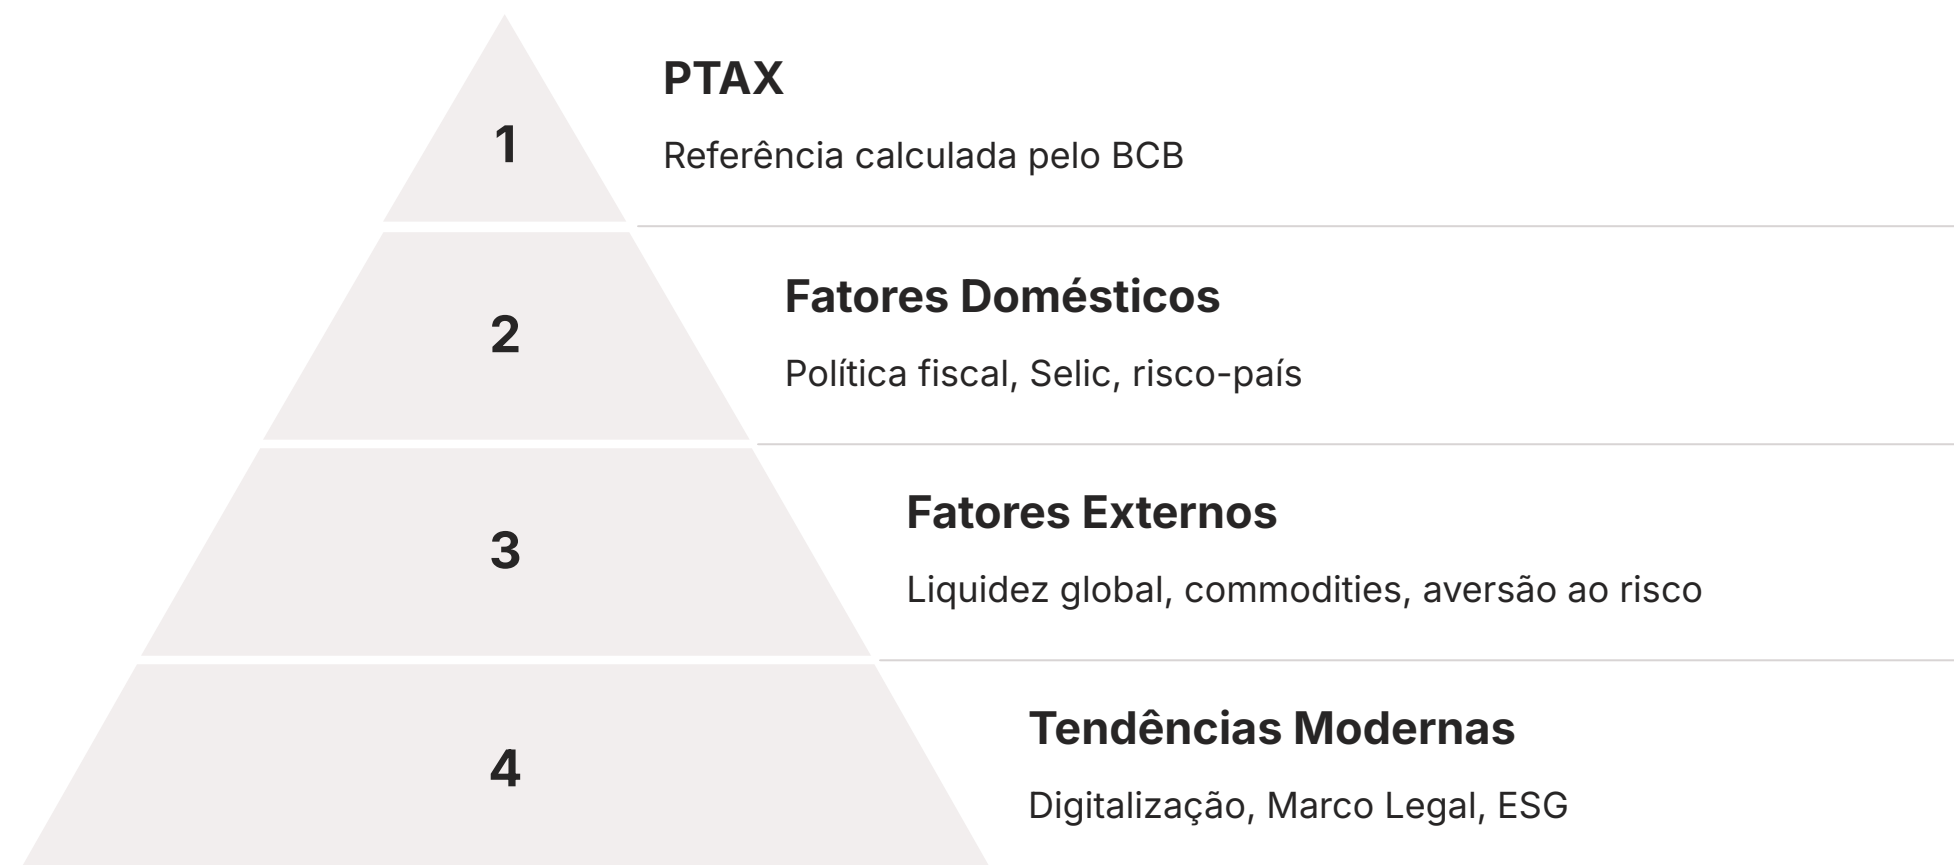 1
PTAX
Referência calculada pelo BCB
2
Fatores Domésticos
Política fiscal, Selic, risco-país
3
Fatores Externos
Liquidez global, commodities, aversão ao risco
4
Tendências Modernas
Digitalização, Marco Legal, ESG